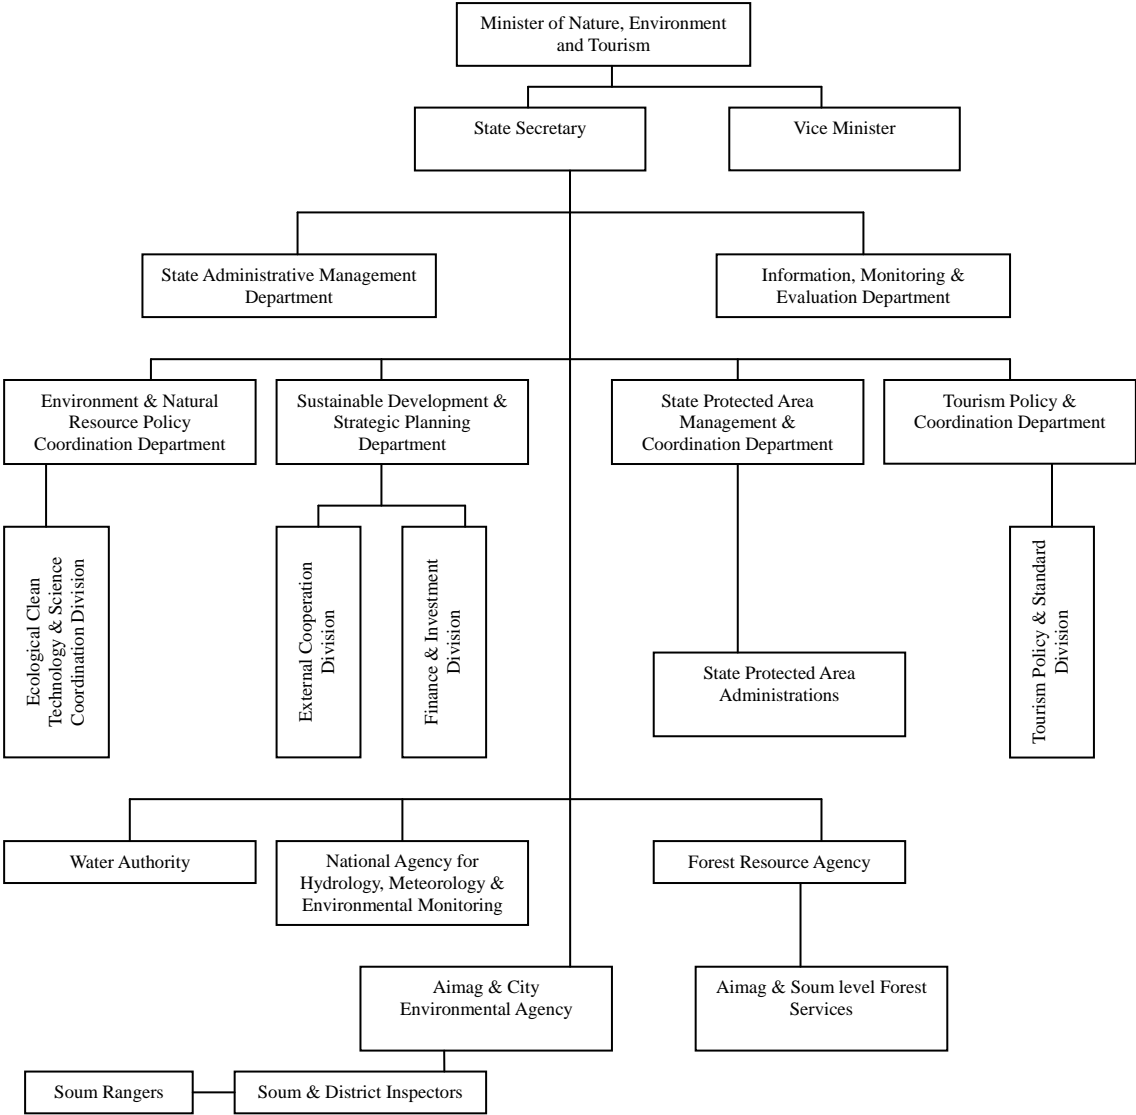 Minister of Nature, Environment
and Tourism
State Secretary
Vice Minister
State Administrative Management
Department
Information, Monitoring &
Evaluation Department
Environment & Natural
Resource Policy
Coordination Department
Sustainable Development &
Strategic Planning
Department
State Protected Area
Management &
Coordination Department
Tourism Policy &
Coordination Department
Ecological Clean
Technology & Science
Coordination Division
External Cooperation
Division
Finance & Investment
Division
State Protected Area
Administrations
Tourism Policy & Standard
Division
Water Authority
National Agency for
Hydrology, Meteorology &
Environmental Monitoring
Forest Resource Agency
Aimag & City
Environmental Agency
Aimag & Soum level Forest
Services
Soum Rangers
Soum & District Inspectors